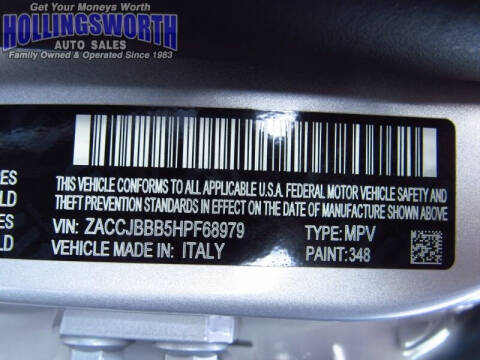 Get Your Moneys Worth
HOLLINGSWORTH
AUTO SALES
Family Owned & Operated Since 1983
THIS VEHICLE CONFORMS TO ALL APPLICABLE U.S.A. FEDERAL MOTOR VEHICLE SAFETY AND
THEFT PREVENTION STANDARDS IN EFFECT ON THE DATE OF MANUFACTURE SHOWN ABOVE
VIN: ZACCJBBB5HPF68979 TYPE: MPV
VEHICLE MADE IN: ITALY PAINT: 348